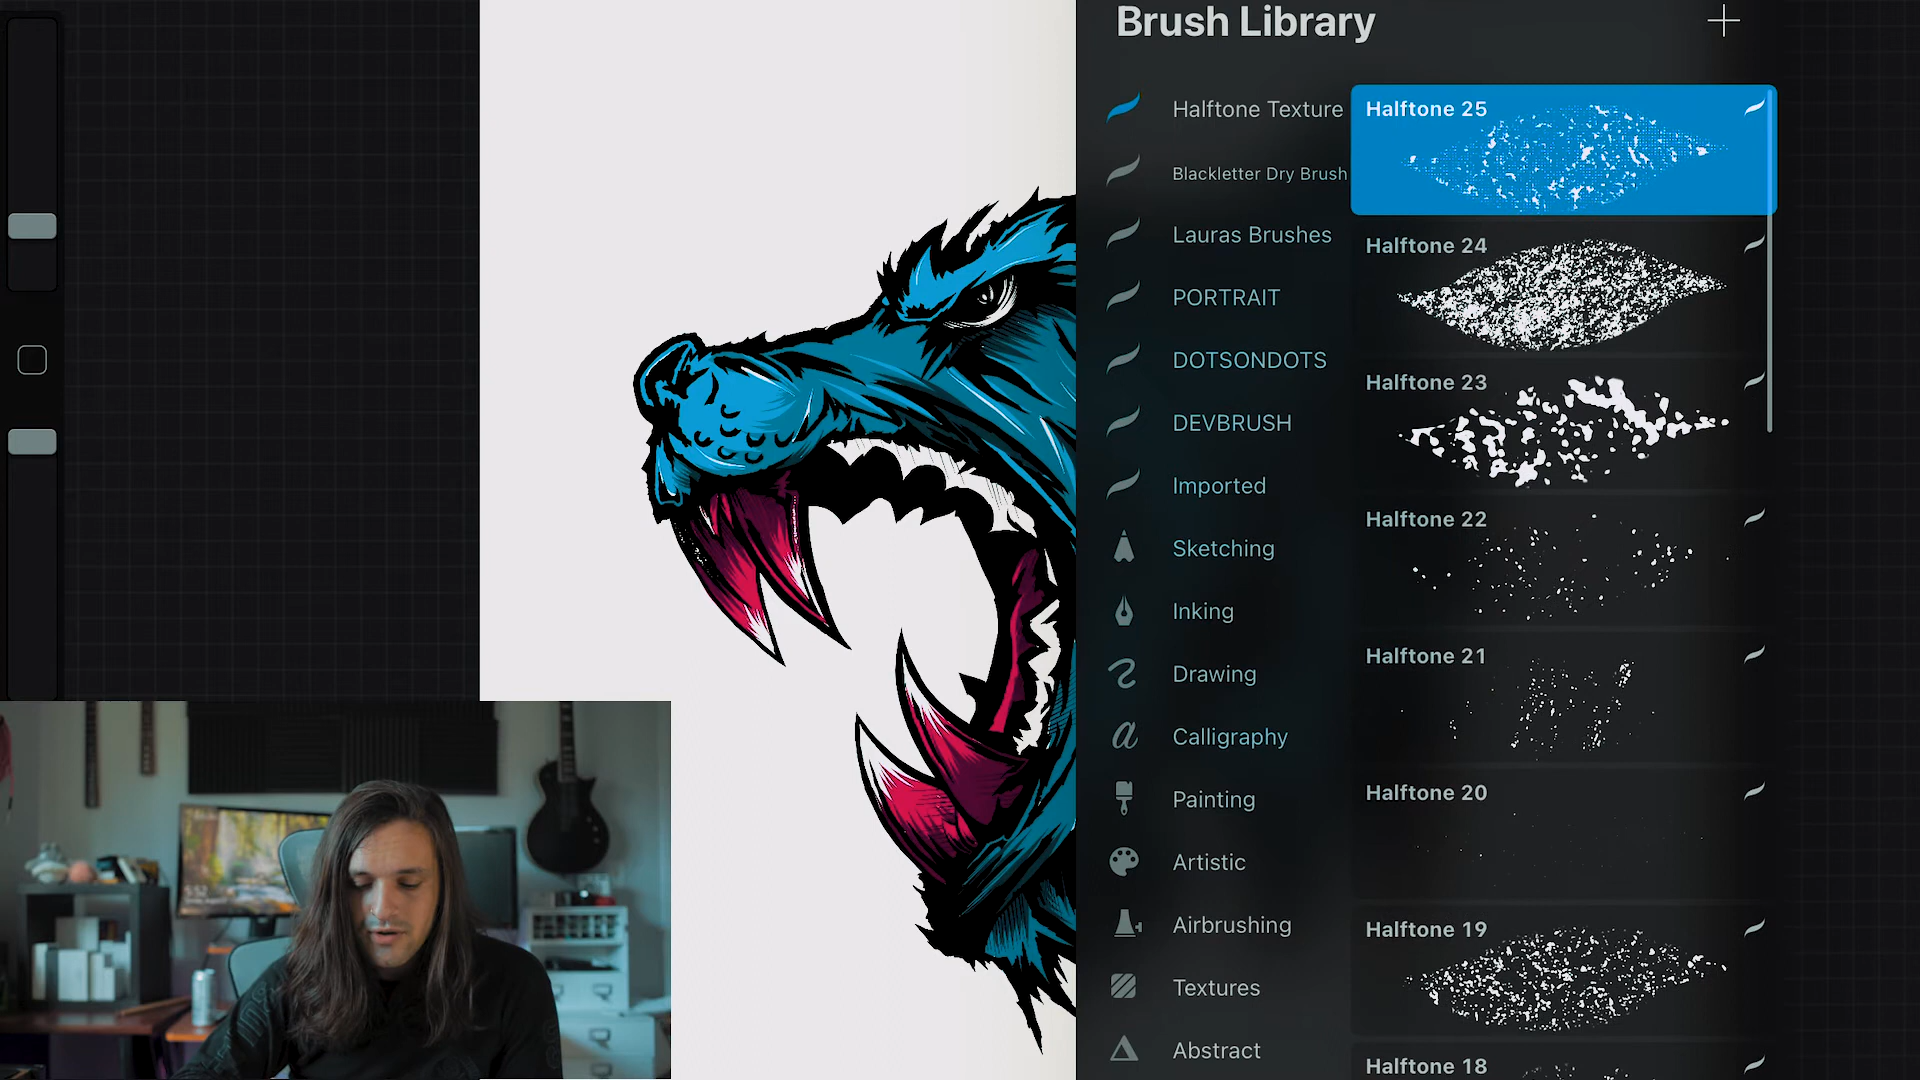 Brush Library
Halftone Texture
Blackletter Dry Brush
Lauras Brushes
PORTRAIT
DOTSONDOTS
DEVBRUSH
Imported
Sketching
Inking
Drawing
Calligraphy
Painting
Artistic
Airbrushing
Textures
Abstract
Halftone 25
Halftone 24
Halftone 23
Halftone 22
Halftone 21
Halftone 20
Halftone 19
Halftone 18
5:52